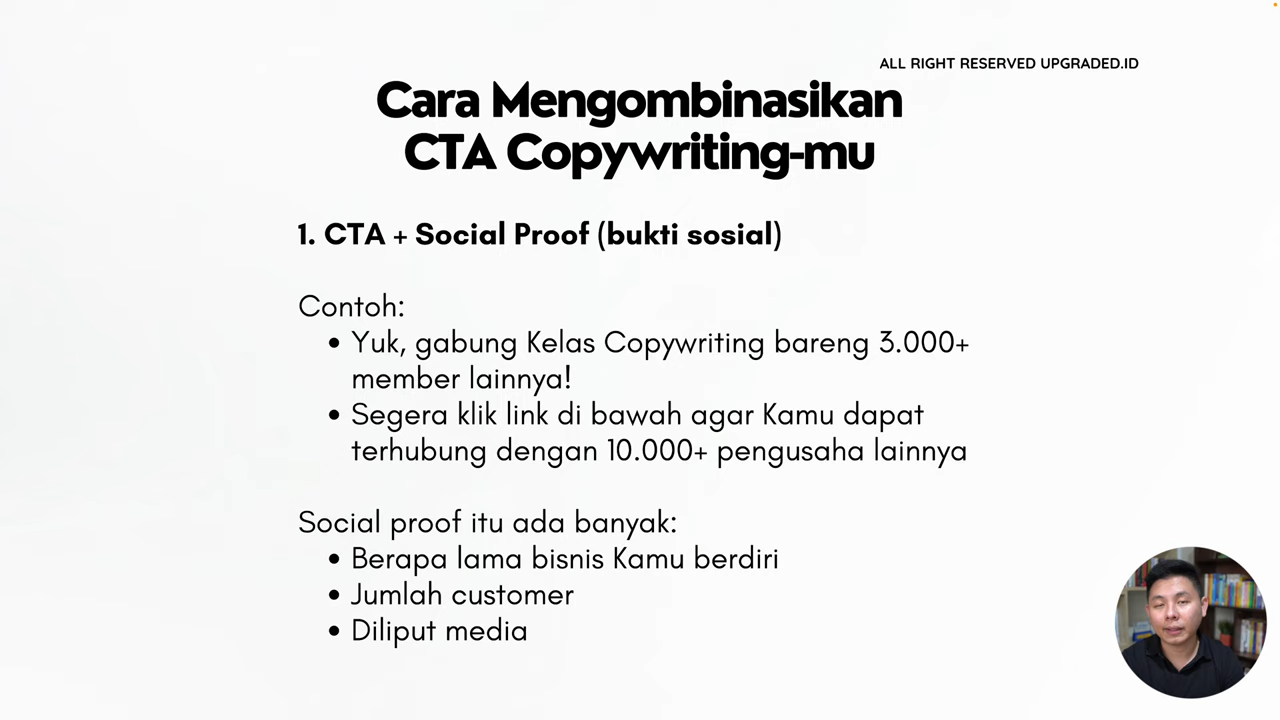 ALL RIGHT RESERVED UPGRADED.ID
Cara Mengombinasikan
CTA Copywriting-mu
1. CTA + Social Proof (bukti sosial)
Contoh:
• Yuk, gabung Kelas Copywriting bareng 3.000+
member lainnya!
• Segera klik link di bawah agar Kamu dapat
terhubung dengan 10.000+ pengusaha lainnya
Social proof itu ada banyak:
• Berapa lama bisnis Kamu berdiri
• Jumlah customer
• Diliput media